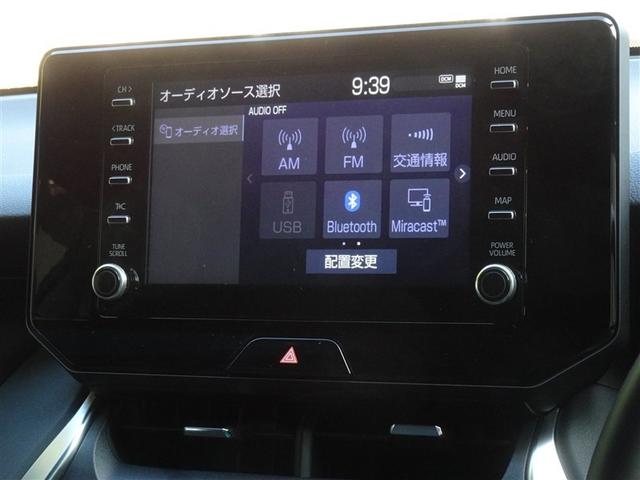 CH >
< TRACK
PHONE
TUNE
SCROLL
オーディオソース選択
9:39
DCM
DCM
AUDIO OFF
オーディオ選択
AM
FM
交通情報
USB
Bluetooth
Miracast™
配置変更
HOME
MENU
AUDIO
MAP
POWER
VOLUME